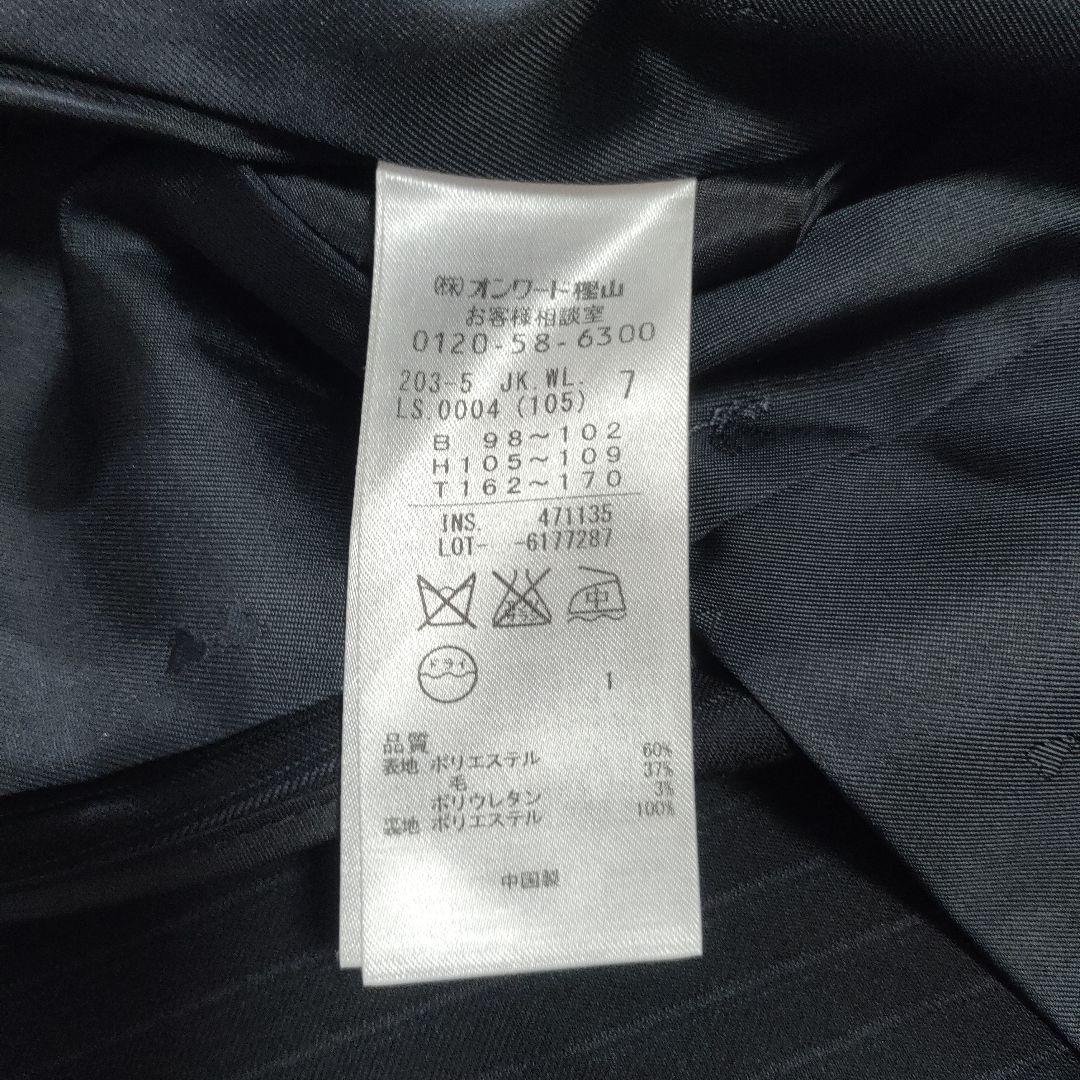 (株)オンワード樫山
お客様相談室
0120-58-6300
203-5 JK.WL. 7
LS.0004 (105)
B 98～102
H105～109
T162～170
INS. 471135
LOT- -6177287
中
ドライ
1
品質
表地 ポリエステル 60%
毛 37%
ポリウレタン 3%
裏地 ポリエステル 100%
中国製